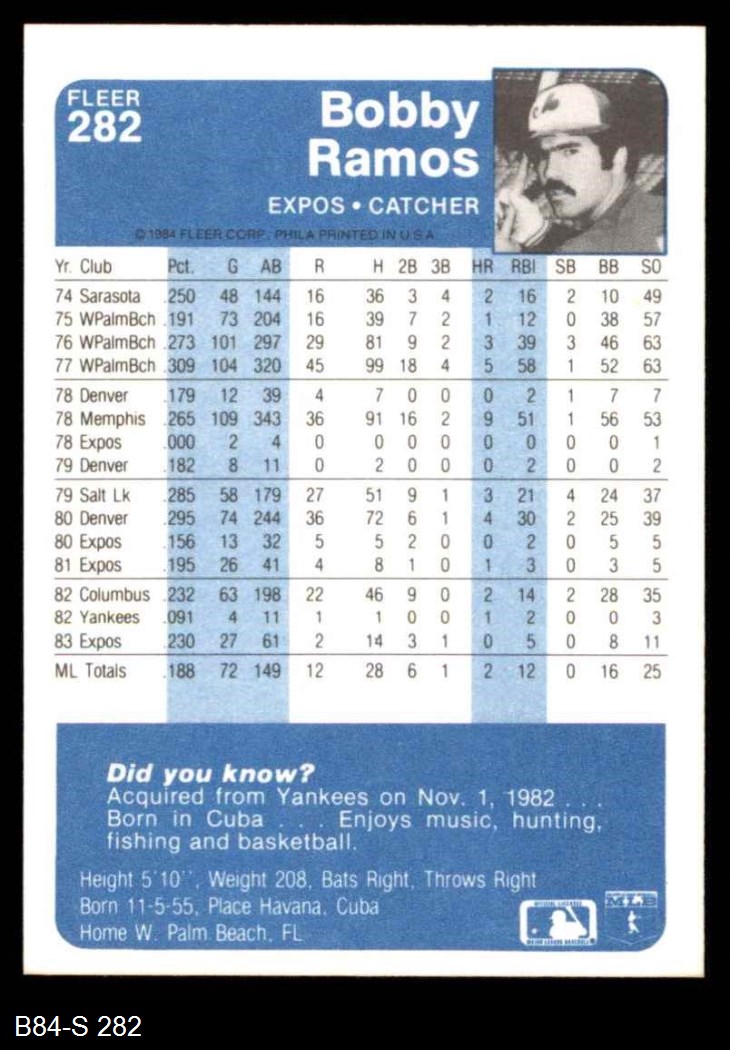 FLEER
282
Bobby
Ramos
EXPOS • CATCHER
© 1984 FLEER CORP. PHILA PRINTED IN U.S.A.
Yr. Club Pct. G AB R H 2B 3B HR RBI SB BB SO
74 Sarasota .250 48 144 16 36 3 4 2 16 2 10 49
75 WPalmBch .191 73 204 16 39 7 2 1 12 0 38 57
76 WPalmBch .273 101 297 29 81 9 2 3 39 3 46 63
77 WPalmBch .309 104 320 45 99 18 4 5 58 1 52 63
78 Denver .179 12 39 4 7 0 0 0 2 1 7 7
78 Memphis .265 109 343 36 91 16 2 9 51 1 56 53
78 Expos .000 2 4 0 0 0 0 0 0 0 0 1
79 Denver .182 8 11 0 2 0 0 0 2 0 0 2
79 Salt Lk .285 58 179 27 51 9 1 3 21 4 24 37
80 Denver .295 74 244 36 72 6 1 4 30 2 25 39
80 Expos .156 13 32 5 5 2 0 0 2 0 5 5
81 Expos .195 26 41 4 8 1 0 1 3 0 3 5
82 Columbus .232 63 198 22 46 9 0 2 14 2 28 35
82 Yankees .091 4 11 1 1 0 0 1 2 0 0 3
83 Expos .230 27 61 2 14 3 1 0 5 0 8 11
ML Totals .188 72 149 12 28 6 1 2 12 0 16 25
Did you know?
Acquired from Yankees on Nov. 1, 1982 . . .
Born in Cuba . . . Enjoys music, hunting,
fishing and basketball.
Height 5'10'', Weight 208, Bats Right, Throws Right
Born 11-5-55, Place Havana, Cuba
Home W. Palm Beach, FL
MLB
B84-S 282